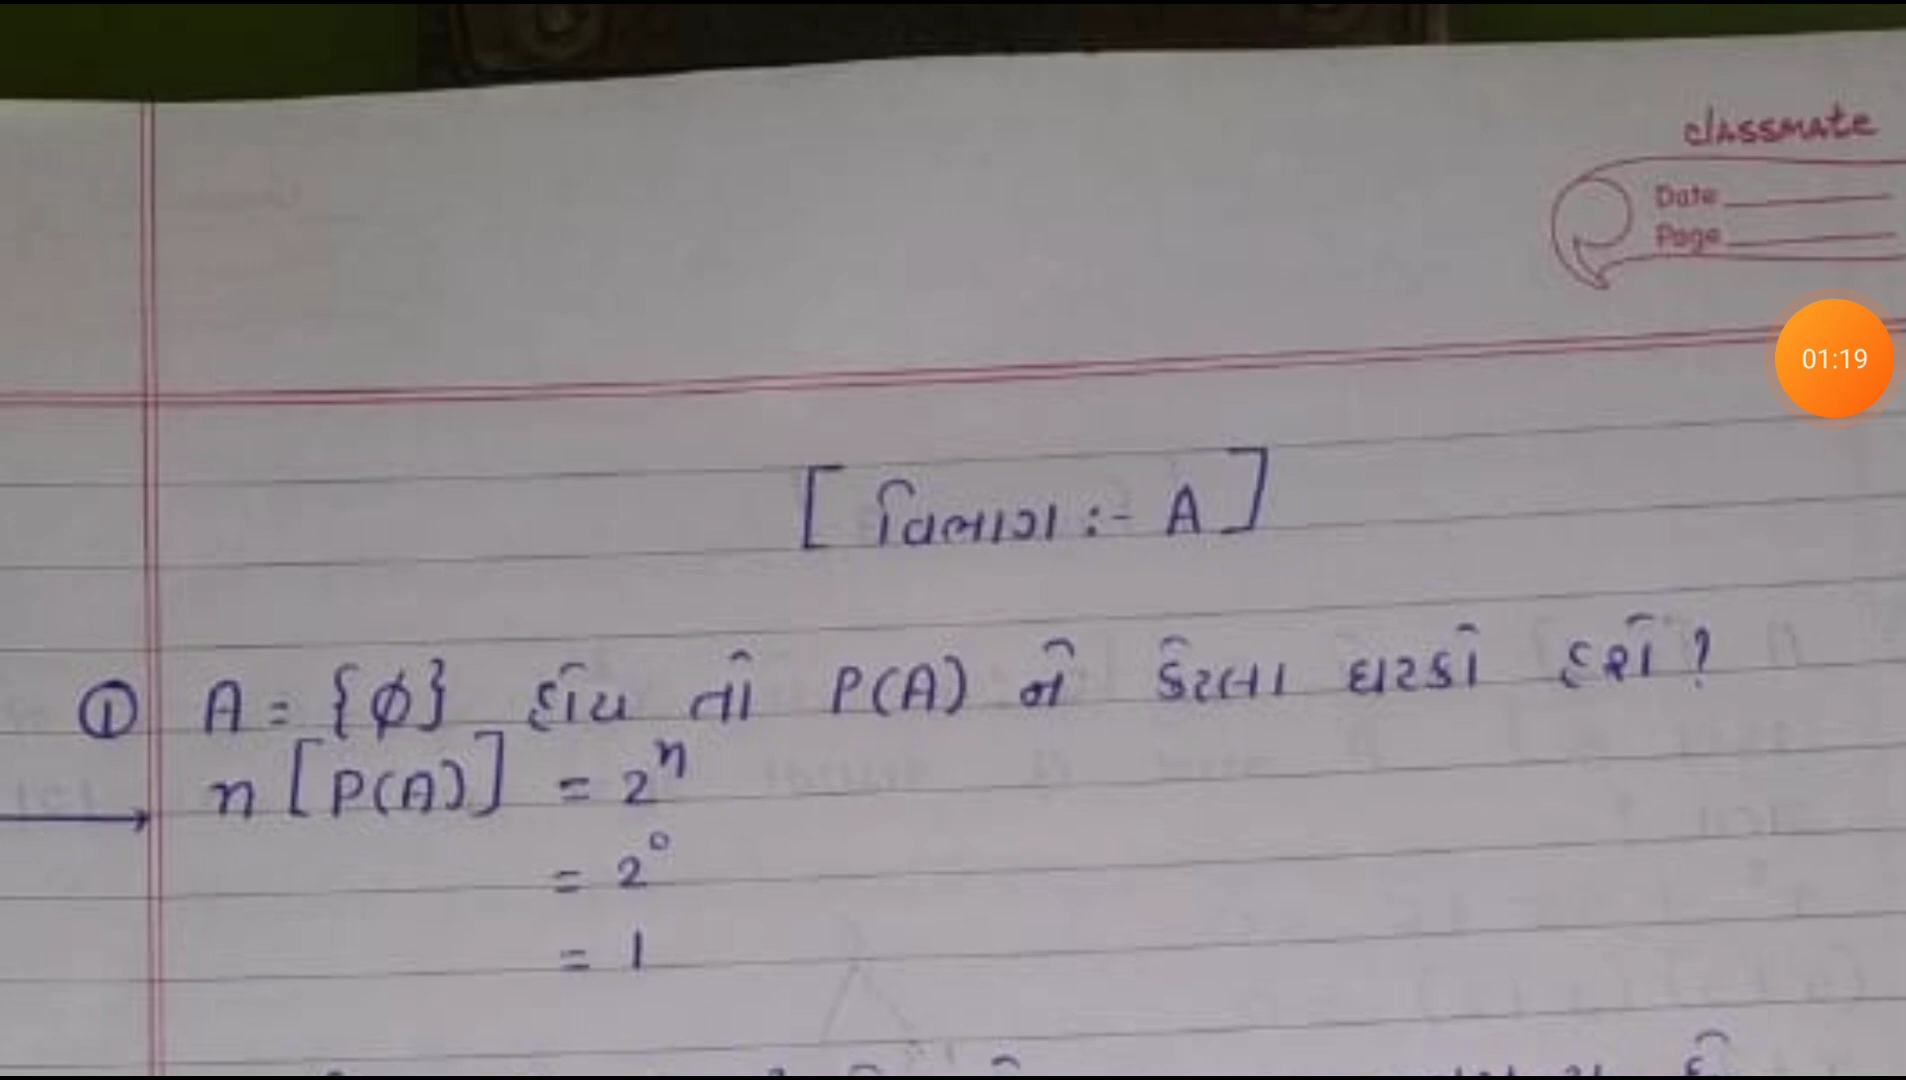 classmate
Date
Page
01:19
[ વિભાગ :- A ]
① A = {ϕ} હોય તો P(A) ને કેટલા ઘટકો હશે ?
n [P(A)] = 2ⁿ
= 2⁰
= 1